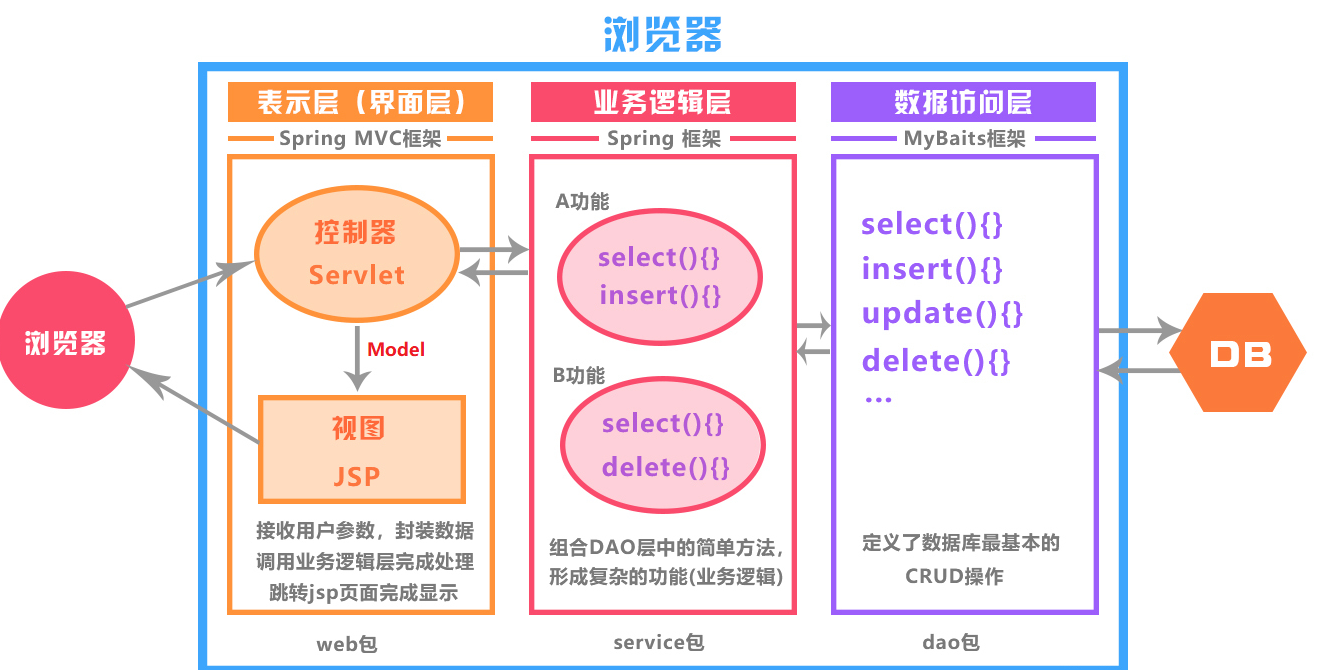 浏览器
表示层（界面层）
Spring MVC框架
控制器
Servlet
Model
视图
JSP
接收用户参数，封装数据
调用业务逻辑层完成处理
跳转jsp页面完成显示
web包
业务逻辑层
Spring 框架
A功能
select(){}
insert(){}
B功能
select(){}
delete(){}
组合DAO层中的简单方法，
形成复杂的功能(业务逻辑)
service包
数据访问层
MyBaits框架
select(){}
insert(){}
update(){}
delete(){}
...
定义了数据库最基本的
CRUD操作
dao包
浏览器
DB